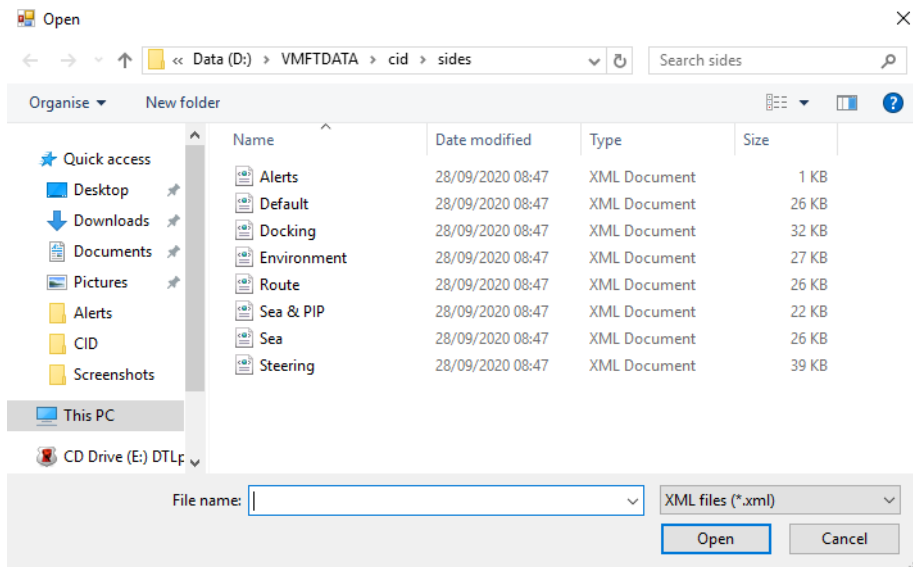 Open
« Data (D:) > VMFTDATA > cid > sides
Search sides
Organise
New folder
?
Name Date modified Type Size
Quick access
Desktop
Downloads
Documents
Pictures
Alerts
CID
Screenshots
This PC
CD Drive (E:) DTLp
Alerts 28/09/2020 08:47 XML Document 1 KB
Default 28/09/2020 08:47 XML Document 26 KB
Docking 28/09/2020 08:47 XML Document 32 KB
Environment 28/09/2020 08:47 XML Document 27 KB
Route 28/09/2020 08:47 XML Document 26 KB
Sea & PIP 28/09/2020 08:47 XML Document 22 KB
Sea 28/09/2020 08:47 XML Document 26 KB
Steering 28/09/2020 08:47 XML Document 39 KB
File name:
XML files (*.xml)
Open
Cancel